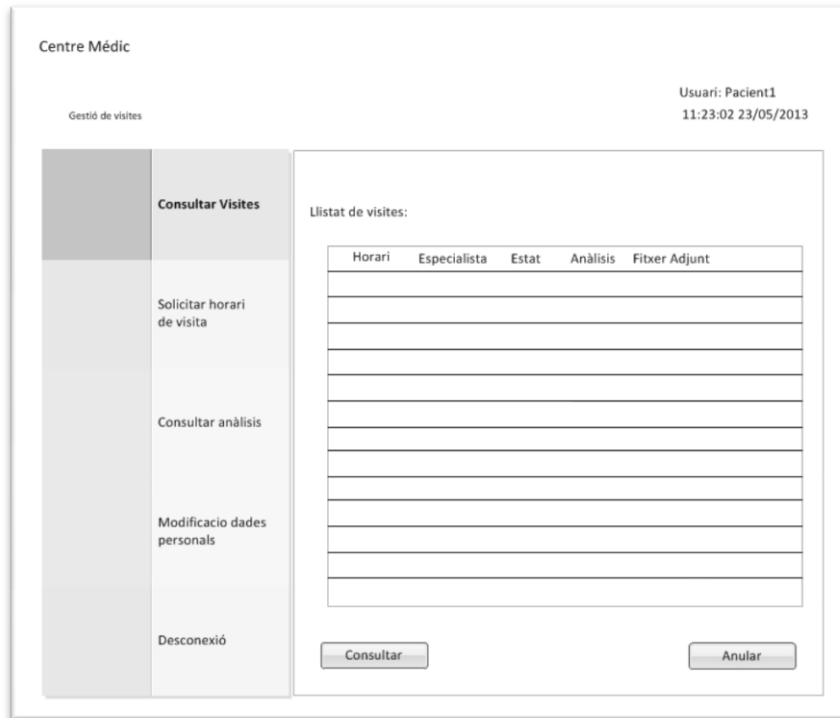 Centre Médic
Usuari: Pacient1
Gestió de visites
11:23:02 23/05/2013
Consultar Visites
Llistat de visites:
Horari Especialista Estat Anàlisis Fitxer Adjunt
Solicitar horari
de visita
Consultar anàlisis
Modificacio dades
personals
Desconexió
Consultar
Anular